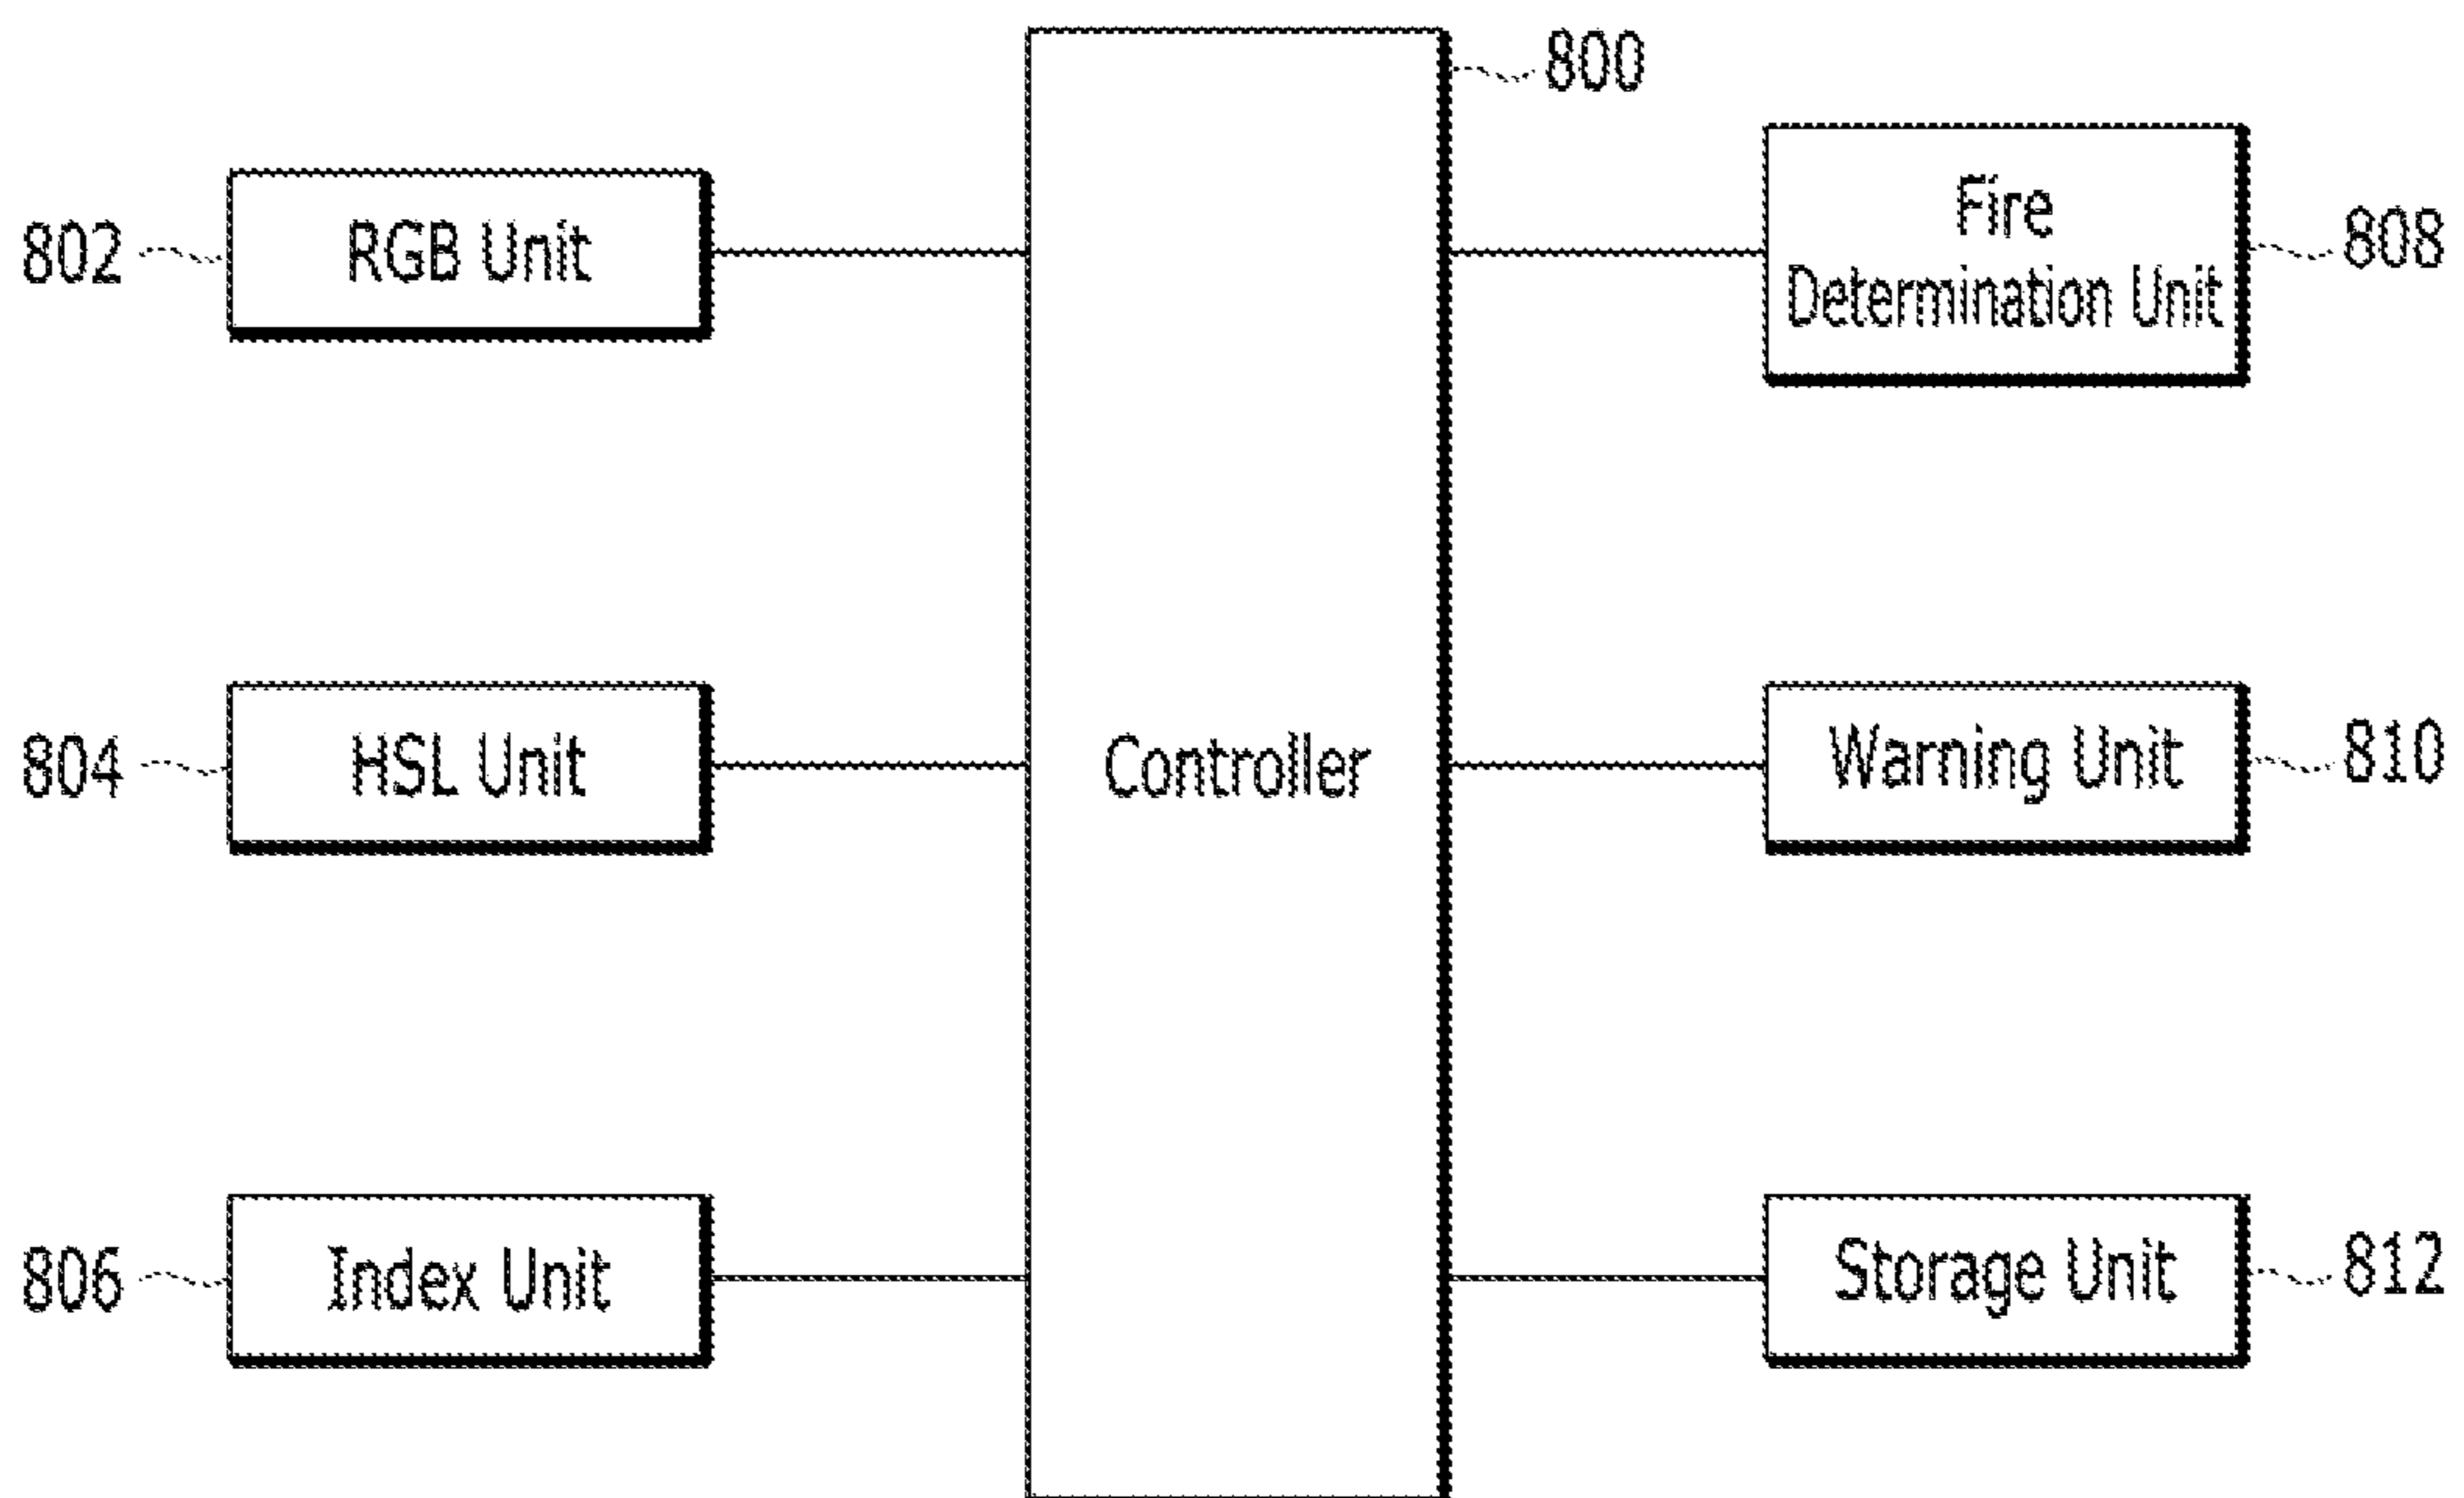 800
802
RGB Unit
Fire
Determination Unit
808
804
HSL Unit
Controller
Warning Unit
810
806
Index Unit
Storage Unit
812